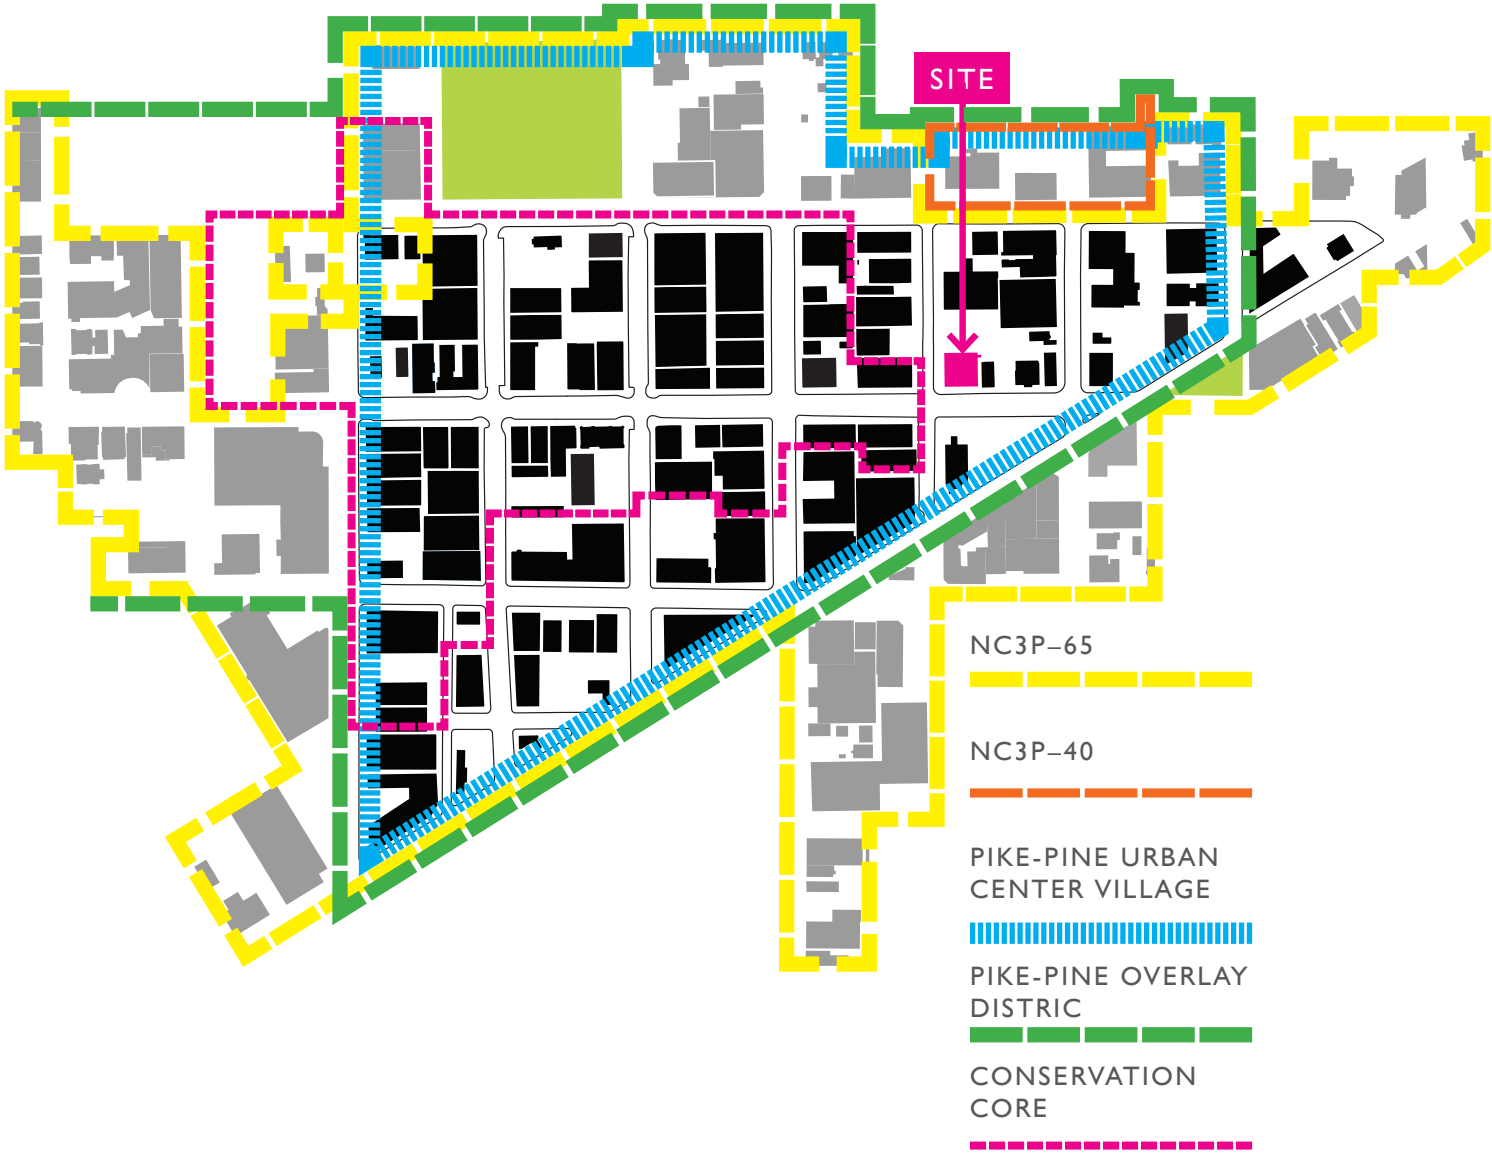 SITE
NC3P–65
NC3P–40
PIKE-PINE URBAN
CENTER VILLAGE
PIKE-PINE OVERLAY
DISTRIC
CONSERVATION
CORE